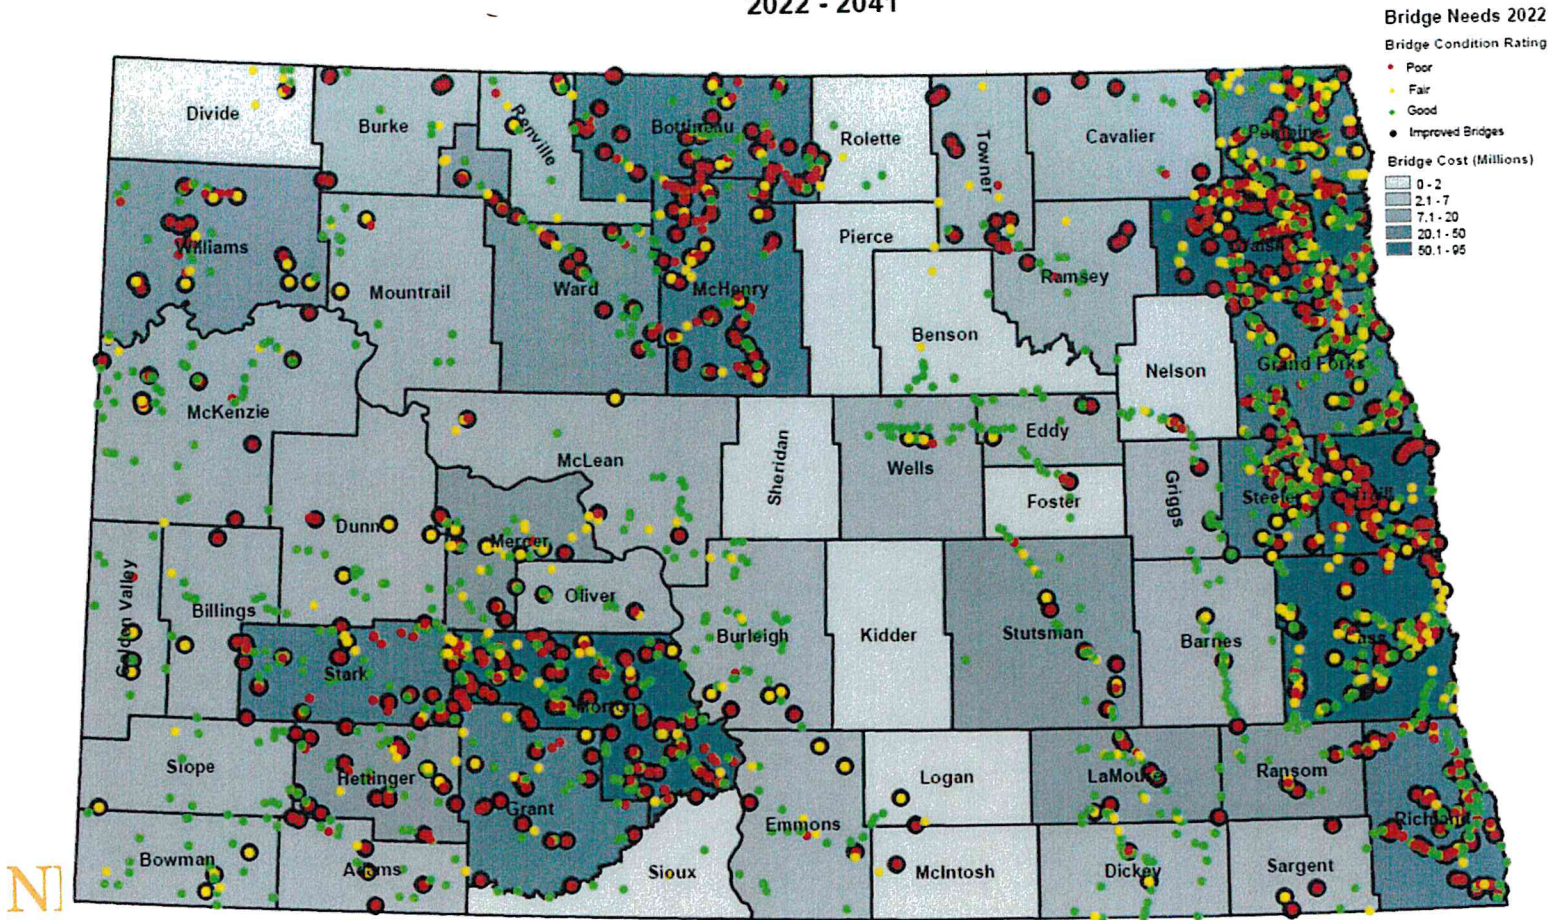 2022 - 2041
Bridge Needs 2022
Bridge Condition Rating
Poor
Fair
Good
Improved Bridges
Bridge Cost (Millions)
0 - 2
2.1 - 7
7.1 - 20
20.1 - 50
50.1 - 95
Divide
Burke
Renville
Bottineau
Rolette
Towner
Cavalier
Pembina
Williams
Mountrail
Ward
McHenry
Pierce
Benson
Ramsey
Walsh
Nelson
Grand Forks
McKenzie
McLean
Sheridan
Wells
Eddy
Foster
Griggs
Steele
Traill
Dunn
Mercer
Oliver
Golden Valley
Billings
Burleigh
Kidder
Stutsman
Barnes
Cass
Stark
Morton
Slope
Hettinger
Grant
Emmons
Logan
LaMoure
Ransom
Richland
Bowman
Adams
Sioux
McIntosh
Dickey
Sargent
N